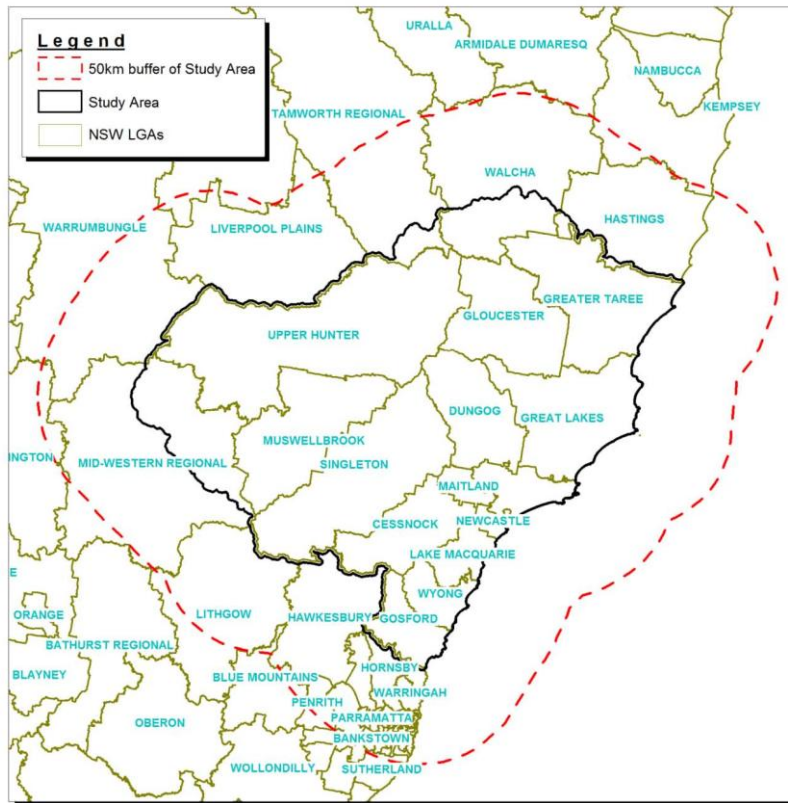 URALLA
ARMIDALE DUMARESQ
Legend
50km buffer of Study Area
Study Area
NSW LGAs
NAMBUCCA
KEMPSEY
TAMWORTH REGIONAL
WALCHA
HASTINGS
WARRUMBUNGLE
LIVERPOOL PLAINS
GREATER TAREE
GLOUCESTER
UPPER HUNTER
DUNGOG
GREAT LAKES
MUSWELLBROOK
INGTON
MID-WESTERN REGIONAL
SINGLETON
MAITLAND
CESSNOCK
NEWCASTLE
LAKE MACQUARIE
E
WYONG
ORANGE
LITHGOW
HAWKESBURY
GOSFORD
BATHURST REGIONAL
HORNSBY
BLAYNEY
BLUE MOUNTAINS
WARRINGAH
PENRITH
PARRAMATTA
OBERON
BANKSTOWN
WOLLONDILLY
SUTHERLAND